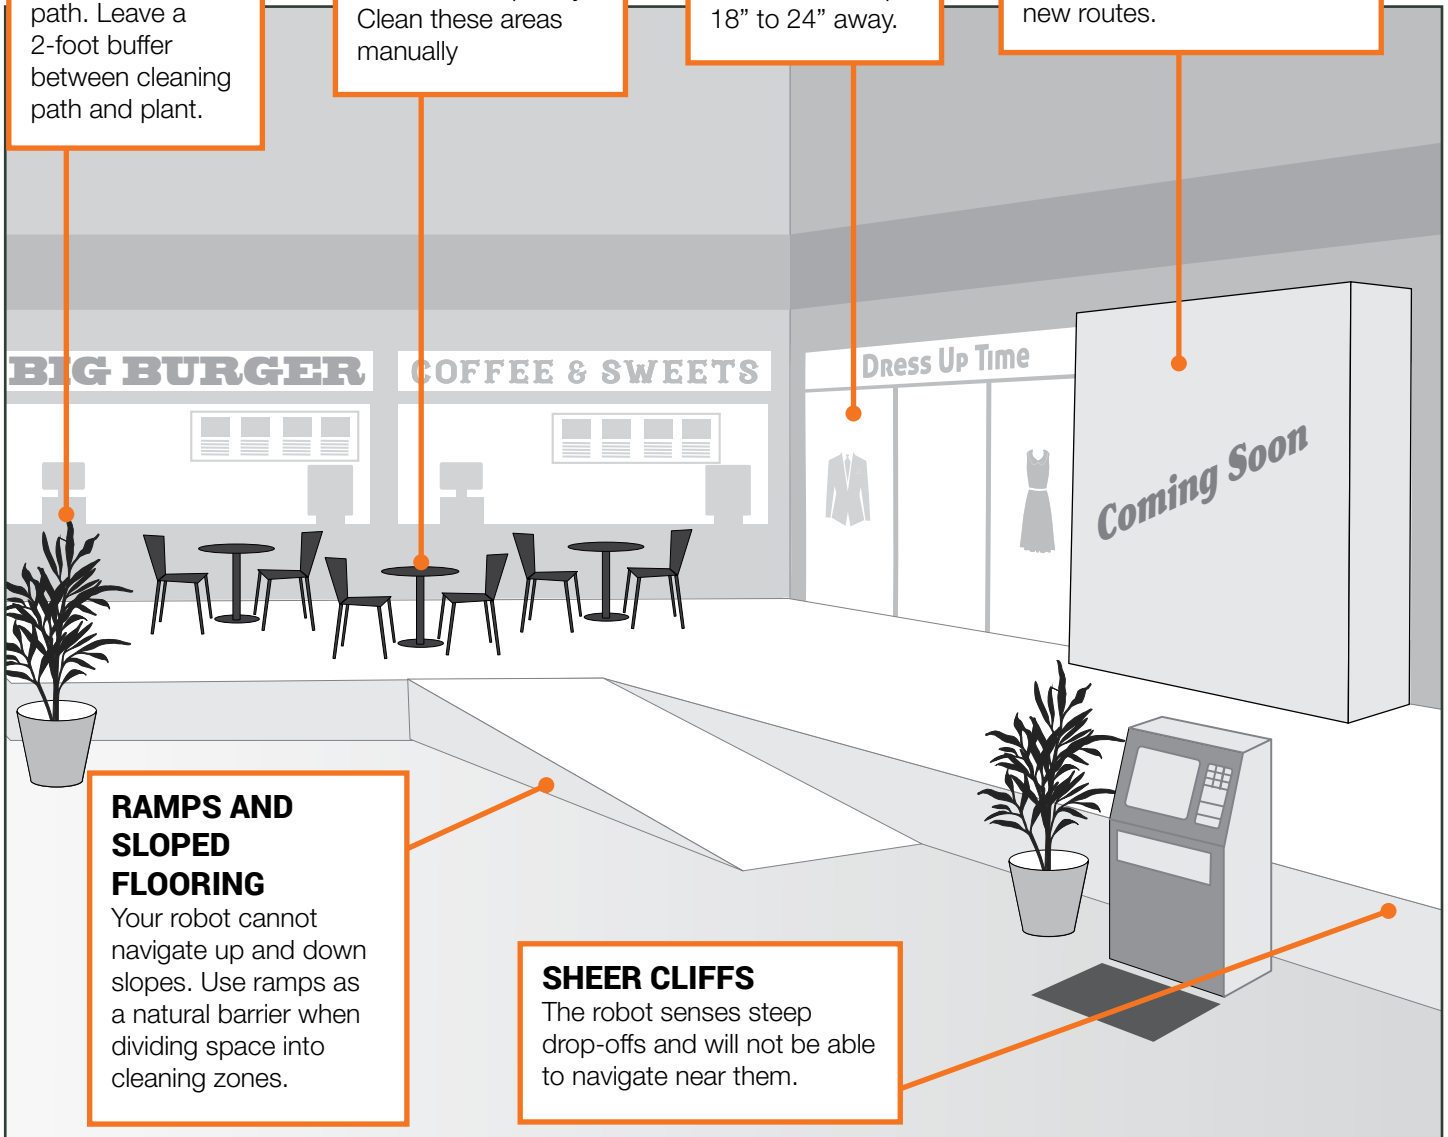 path. Leave a
2-foot buffer
between cleaning
path and plant.
Clean these areas
manually
18” to 24” away.
new routes.
BIG BURGER
COFFEE & SWEETS
Dress Up Time
Coming Soon
RAMPS AND
SLOPED
FLOORING
Your robot cannot
navigate up and down
slopes. Use ramps as
a natural barrier when
dividing space into
cleaning zones.
SHEER CLIFFS
The robot senses steep
drop-offs and will not be able
to navigate near them.